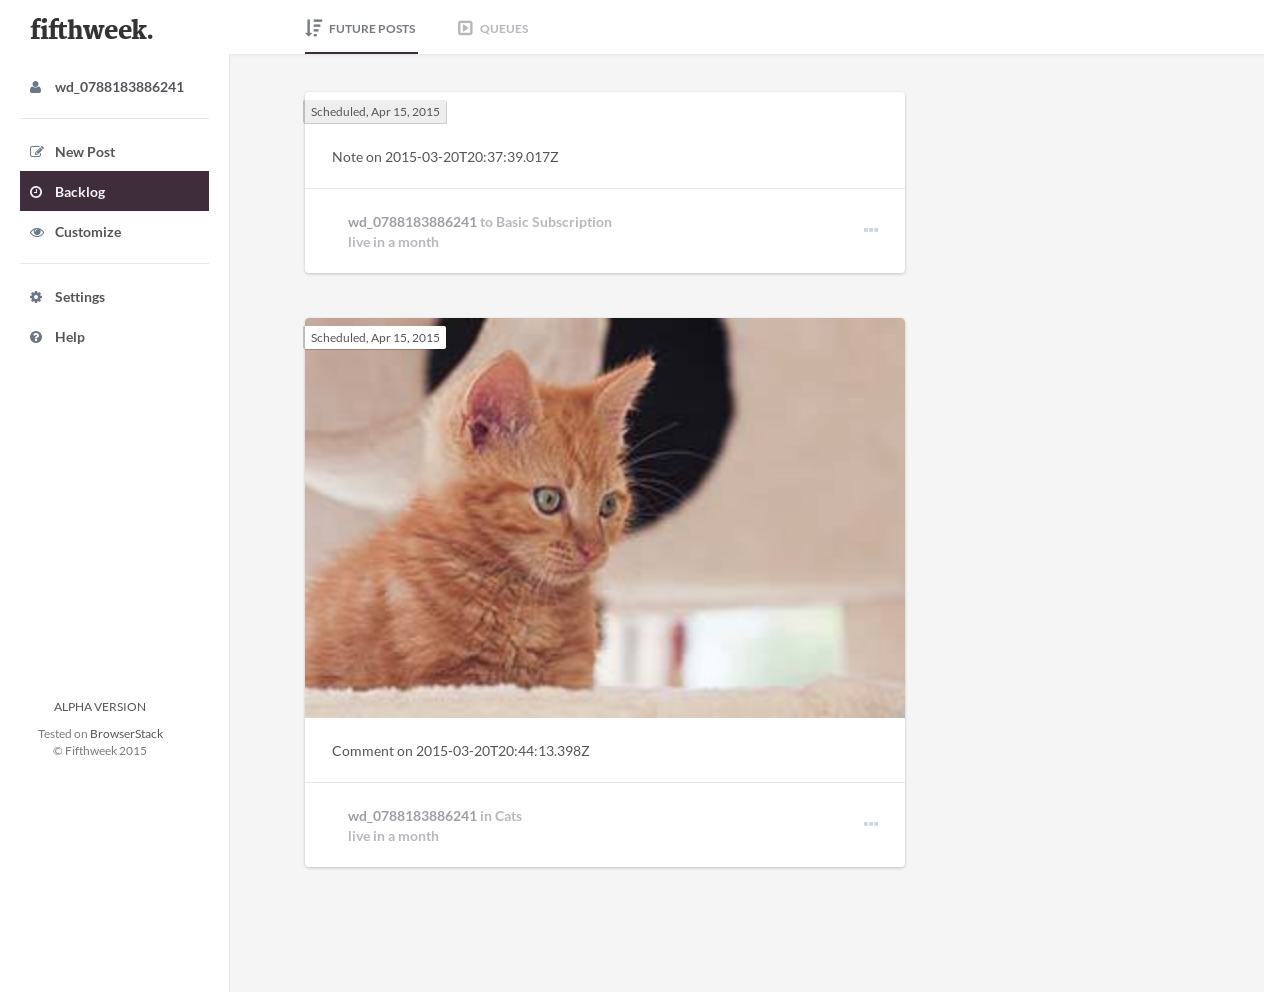 fifthweek.
wd_0788183886241
New Post
Backlog
Customize
Settings
Help
ALPHA VERSION
Tested on BrowserStack
© Fifthweek 2015
FUTURE POSTS
QUEUES
Scheduled, Apr 15, 2015
Note on 2015-03-20T20:37:39.017Z
wd_0788183886241 to Basic Subscription
live in a month
Scheduled, Apr 15, 2015
Comment on 2015-03-20T20:44:13.398Z
wd_0788183886241 in Cats
live in a month